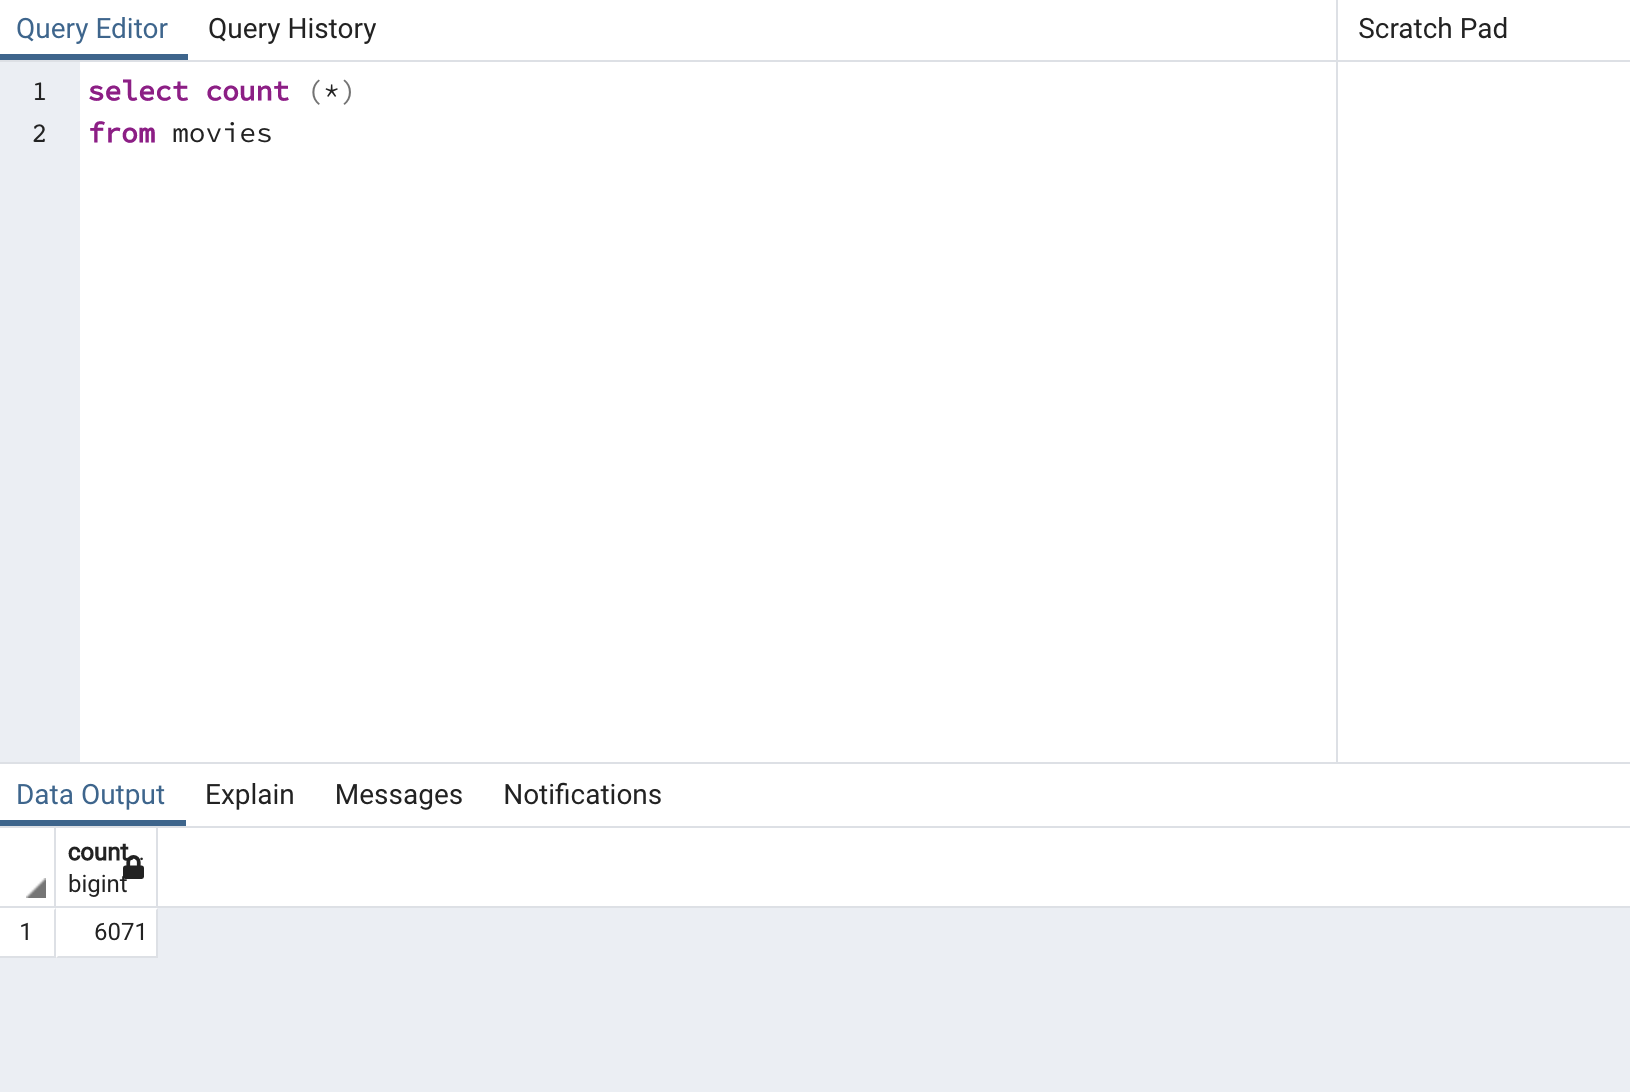 Query Editor Query History Scratch Pad
1 select count (*)
2 from movies
Data Output Explain Messages Notifications
count
bigint
1 6071